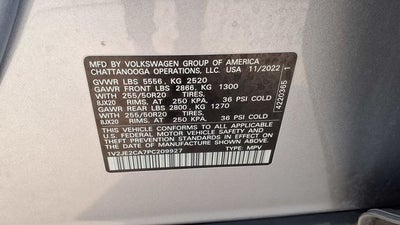 MFD. BY VOLKSWAGEN GROUP OF AMERICA
CHATTANOOGA OPERATIONS, LLC. USA 11/2022
GVWR LBS 5556, KG 2520
GAWR FRONT LBS 2866, KG 1300
WITH 255/50R20 TIRES,
8JX20 RIMS, AT 250 KPA, 36 PSI COLD
GAWR REAR LBS 2800, KG 1270
WITH 255/50R20 TIRES,
8JX20 RIMS, AT 250 KPA, 36 PSI COLD
THIS VEHICLE CONFORMS TO ALL APPLICABLE
FEDERAL MOTOR VEHICLE SAFETY, BUMPER AND
THEFT PREVENTION STANDARDS IN EFFECT ON THE
DATE OF MANUFACTURE SHOWN ABOVE.
1V2JE2CA7PC209927 TYPE: MPV
14220365 1